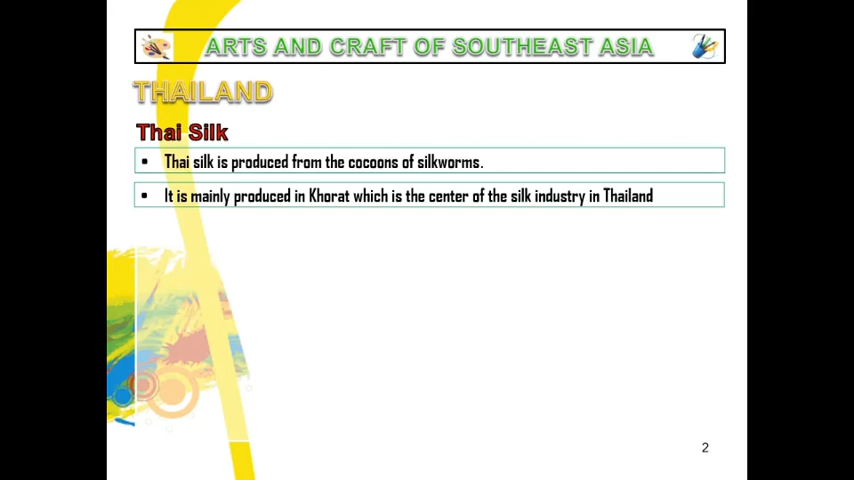 ARTS AND CRAFT OF SOUTHEAST ASIA
THAILAND
Thai Silk
• Thai silk is produced from the cocoons of silkworms.
• It is mainly produced in Khorat which is the center of the silk industry in Thailand
2